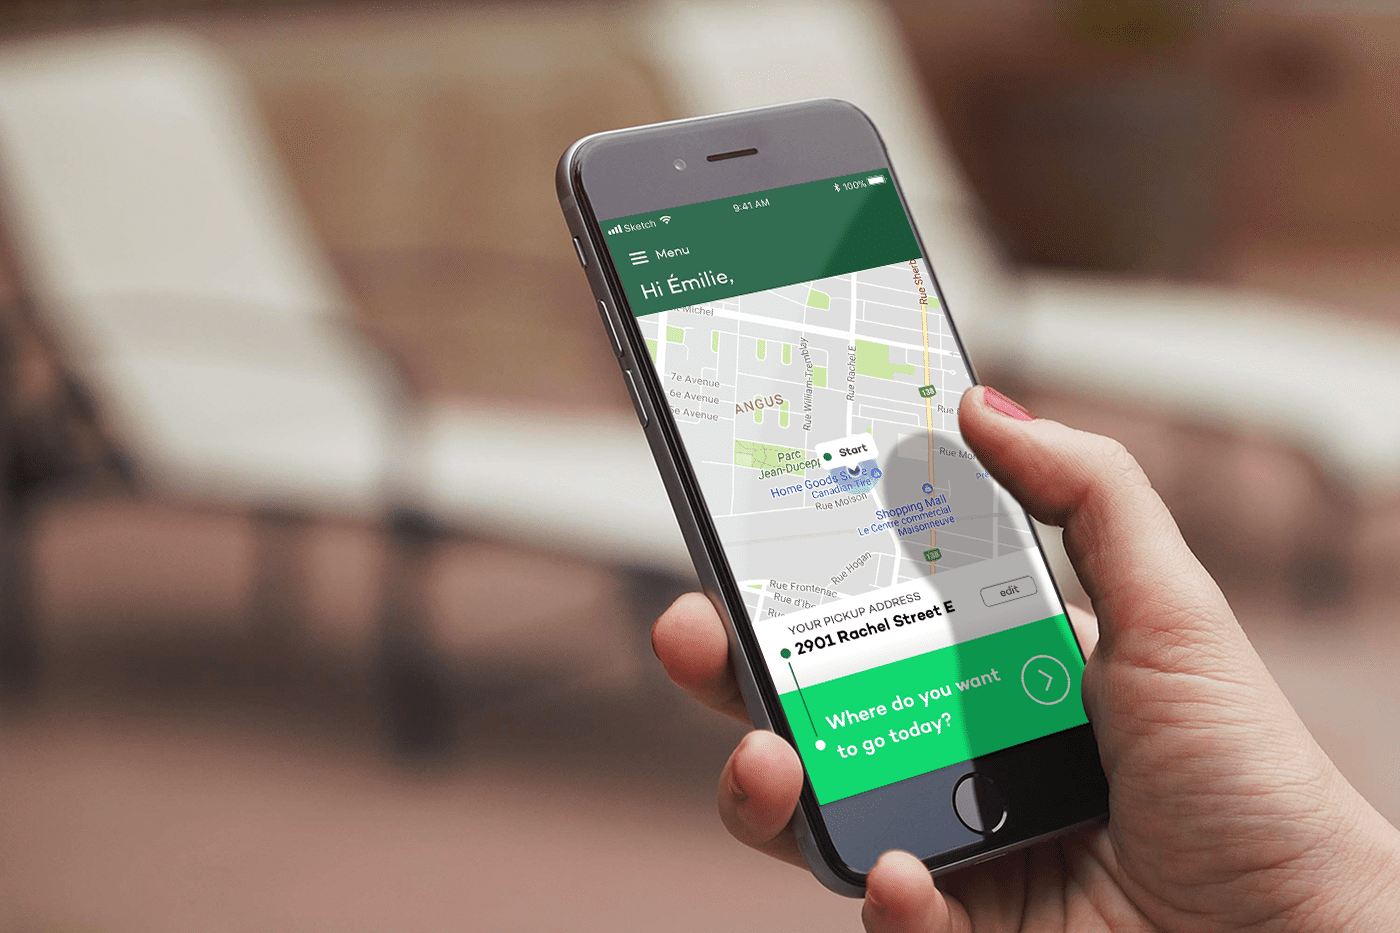 Sketch
9:41 AM
100%
Menu
Hi Émilie,
Michel
Rue Sherb
7e Avenue
6e Avenue
5e Avenue
ANGUS
Rue William-Tremblay
Rue Rachel E
138
Rue
Start
Parc
Jean-Ducepp
Home Goods
Canadian Tire
Rue Molson
Rue
Shopping Mall
Le Centre commercial
Maisonneuve
138
Rue Hogan
Rue Frontenac
Rue d'Ibe
YOUR PICKUP ADDRESS
2901 Rachel Street E
edit
Where do you want
to go today?